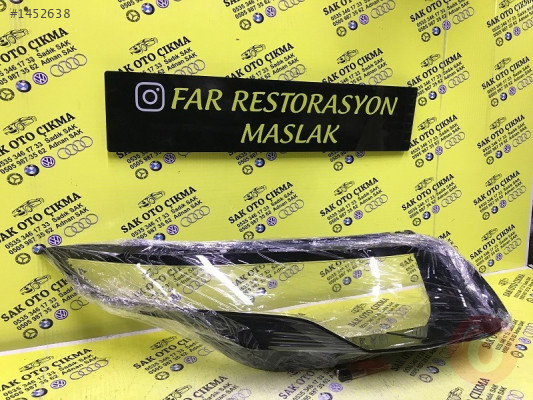 #1452638
FAR RESTORASYON
MASLAK
SAK OTO ÇIKMA
0535 346 17 33 Sadık SAK
0505 987 35 62 Adnan SAK